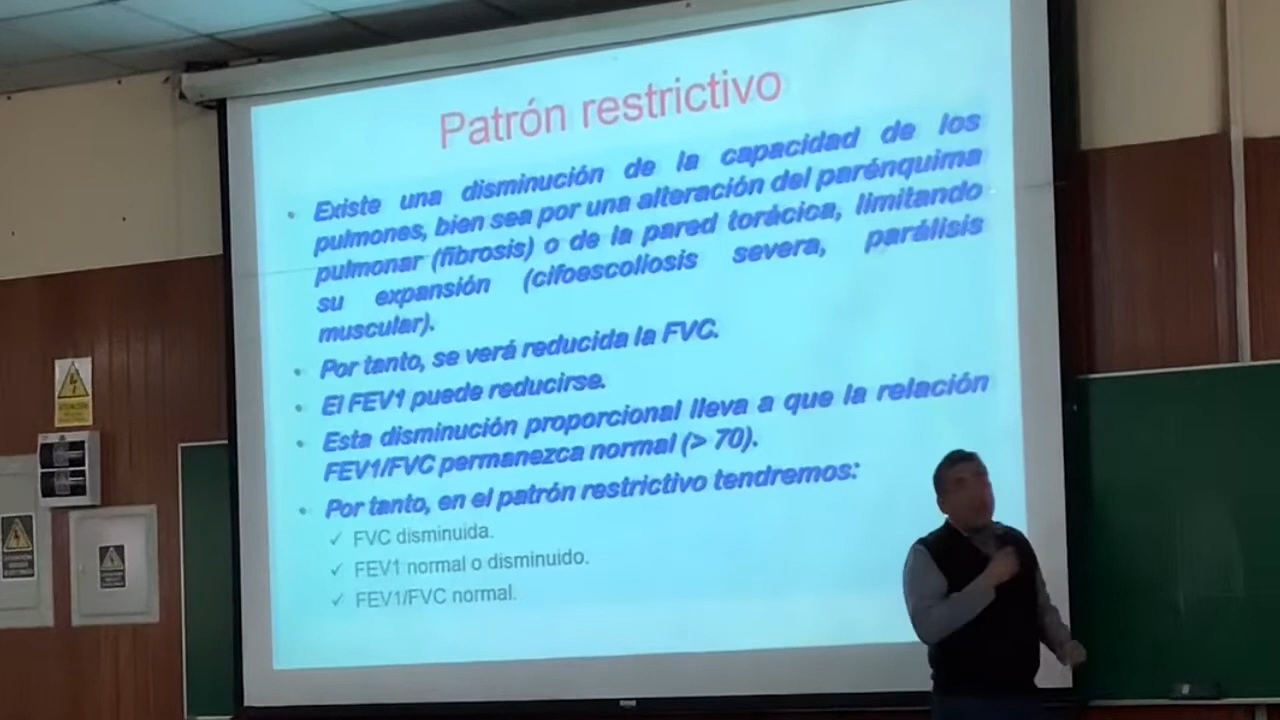 Patrón restrictivo
• Existe una disminución de la capacidad de los
pulmones, bien sea por una alteración del parénquima
pulmonar (fibrosis) o de la pared torácica, limitando
su expansión (cifoescoliosis severa, parálisis
muscular).
• Por tanto, se verá reducida la FVC.
• El FEV1 puede reducirse.
• Esta disminución proporcional lleva a que la relación
FEV1/FVC permanezca normal (> 70).
• Por tanto, en el patrón restrictivo tendremos:
✓ FVC disminuida.
✓ FEV1 normal o disminuido.
✓ FEV1/FVC normal.